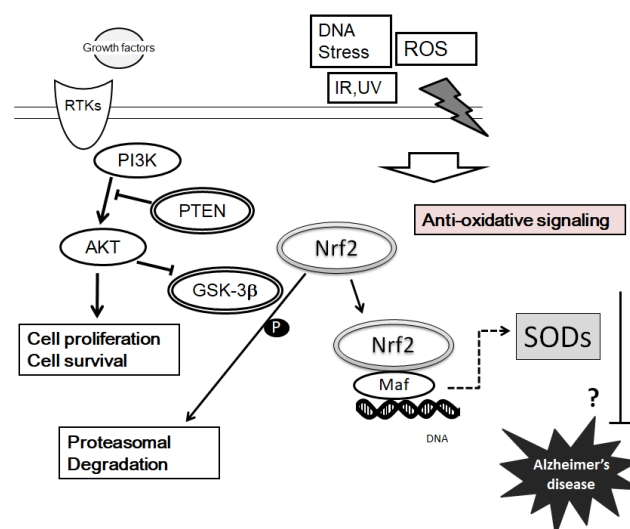 Growth factors
DNA
Stress
ROS
IR,UV
RTKs
PI3K
PTEN
Anti-oxidative signaling
AKT
Nrf2
GSK-3β
P
Cell proliferation
Cell survival
Nrf2
SODs
Maf
?
DNA
Proteasomal
Degradation
Alzheimer's
disease